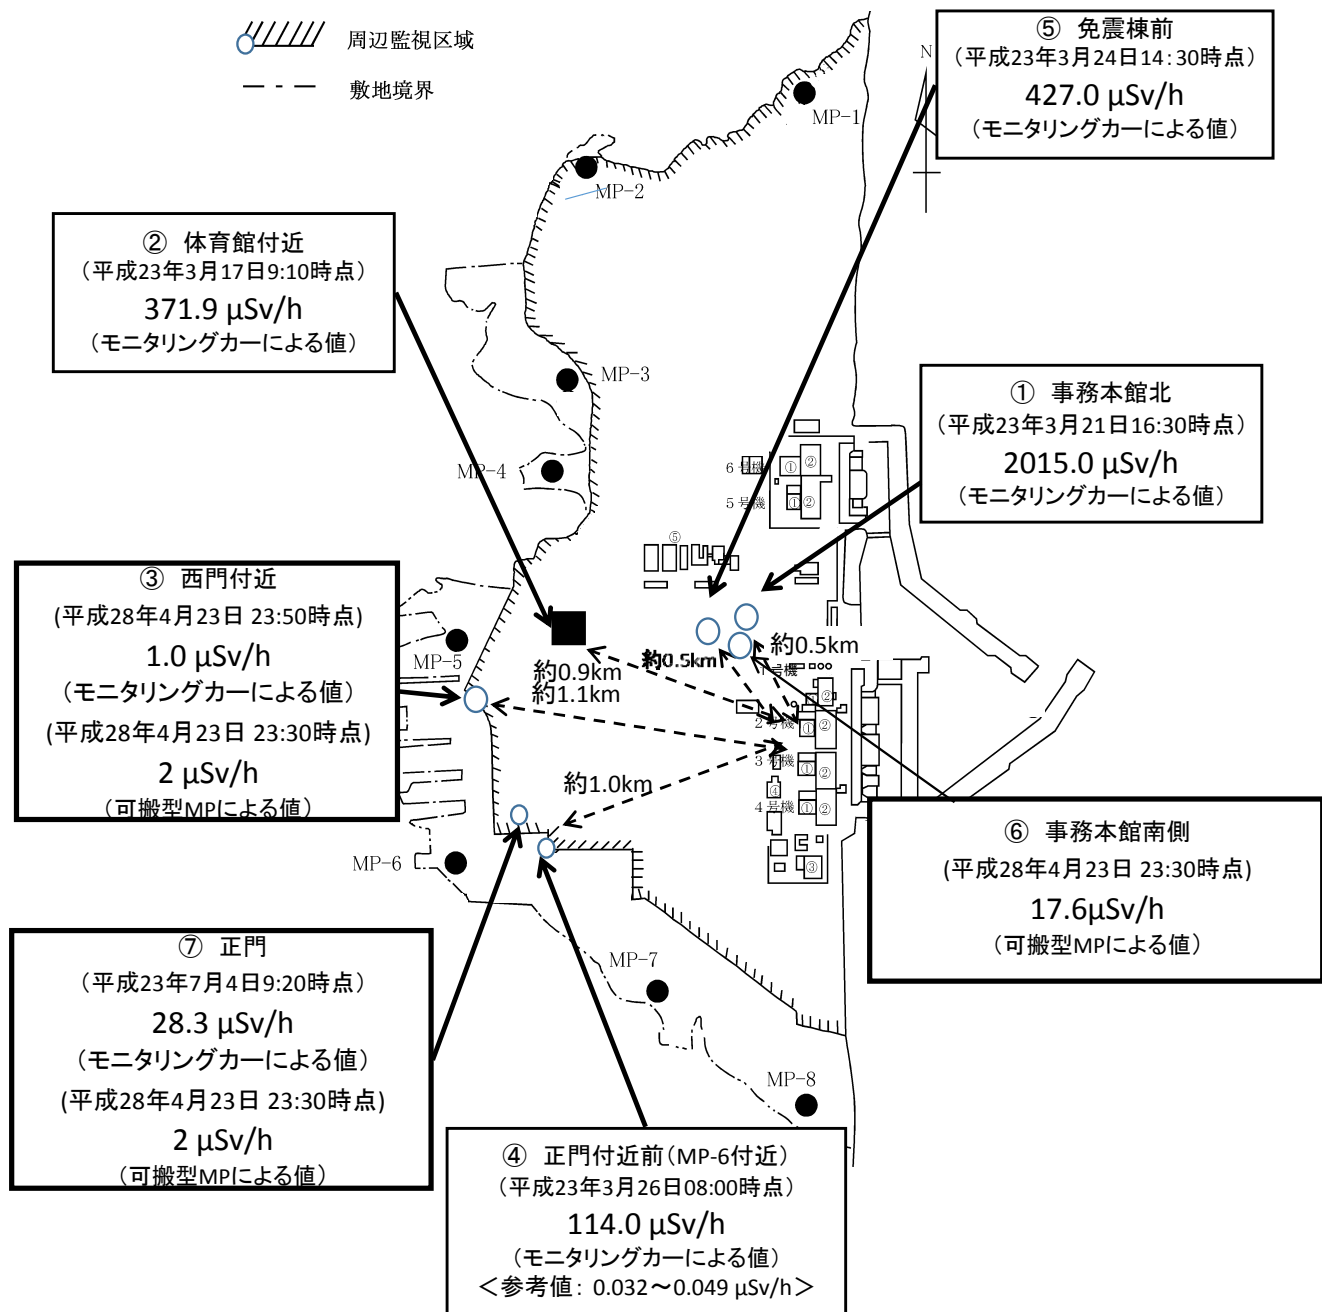 周辺監視区域
敷地境界
⑤ 免震棟前
（平成23年3月24日14：30時点）
427.0 μSv/h
（モニタリングカーによる値）
N
MP-1
MP-2
② 体育館付近
（平成23年3月17日9:10時点）
371.9 μSv/h
（モニタリングカーによる値）
MP-3
① 事務本館北
（平成23年3月21日16:30時点）
2015.0 μSv/h
（モニタリングカーによる値）
MP-4
6号機
① ②
5号機
① ②
⑤
③ 西門付近
(平成28年4月23日 23:50時点)
1.0 μSv/h
（モニタリングカーによる値）
(平成28年4月23日 23:30時点)
2 μSv/h
（可搬型MPによる値）
MP-5
約0.9km
約1.1km
約0.5km
約0.5km
1号機
②
2号機
① ②
3号機
① ②
④
4号機
① ②
③
約1.0km
MP-6
⑥ 事務本館南側
(平成28年4月23日 23:30時点)
17.6μSv/h
（可搬型MPによる値）
⑦ 正門
（平成23年7月4日9:20時点）
28.3 μSv/h
（モニタリングカーによる値）
(平成28年4月23日 23:30時点)
2 μSv/h
（可搬型MPによる値）
MP-7
MP-8
④ 正門付近前（MP-6付近）
（平成23年3月26日08:00時点）
114.0 μSv/h
（モニタリングカーによる値）
＜参考値： 0.032～0.049 μSv/h＞